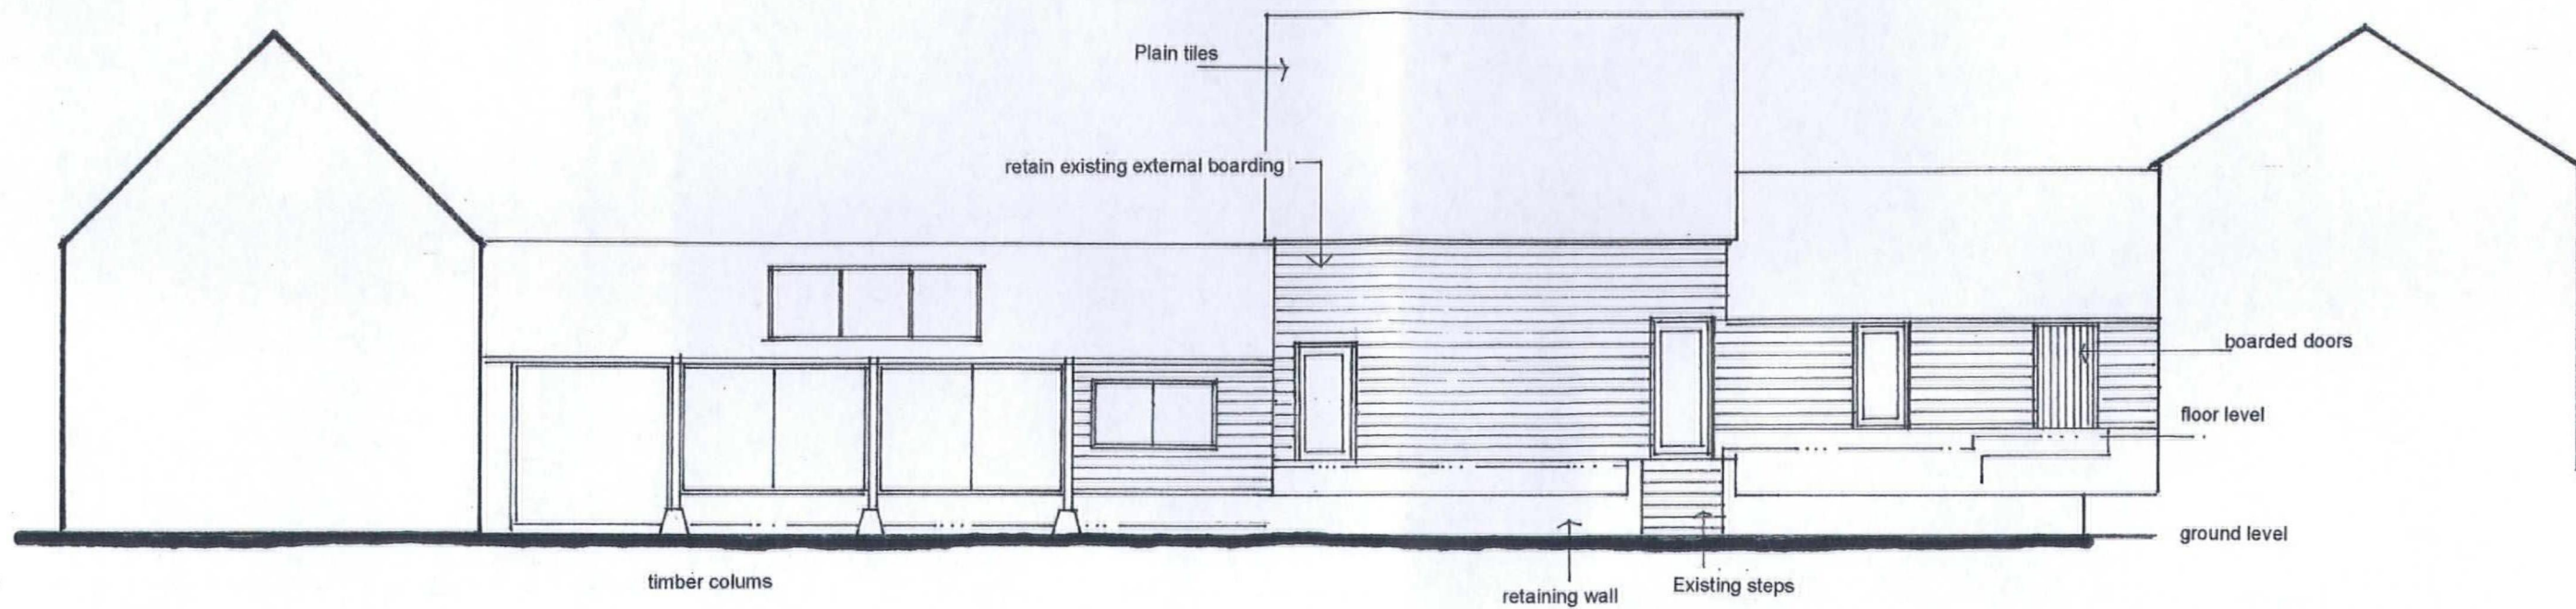 Plain tiles
retain existing external boarding
boarded doors
floor level
ground level
timber colums
retaining wall
Existing steps